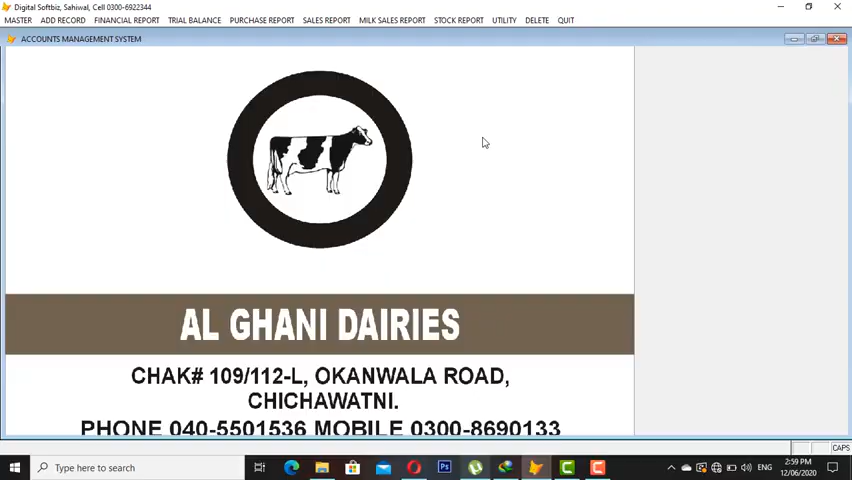 Digital Softbiz, Sahiwal, Cell 0300-6922344
MASTER ADD RECORD FINANCIAL REPORT TRIAL BALANCE PURCHASE REPORT SALES REPORT MILK SALES REPORT STOCK REPORT UTILITY DELETE QUIT
ACCOUNTS MANAGEMENT SYSTEM
AL GHANI DAIRIES
CHAK# 109/112-L, OKANWALA ROAD,
CHICHAWATNI.
PHONE 040-5501536 MOBILE 0300-8690133
CAPS
Type here to search
Ps
ENG
2:59 PM
12/06/2020